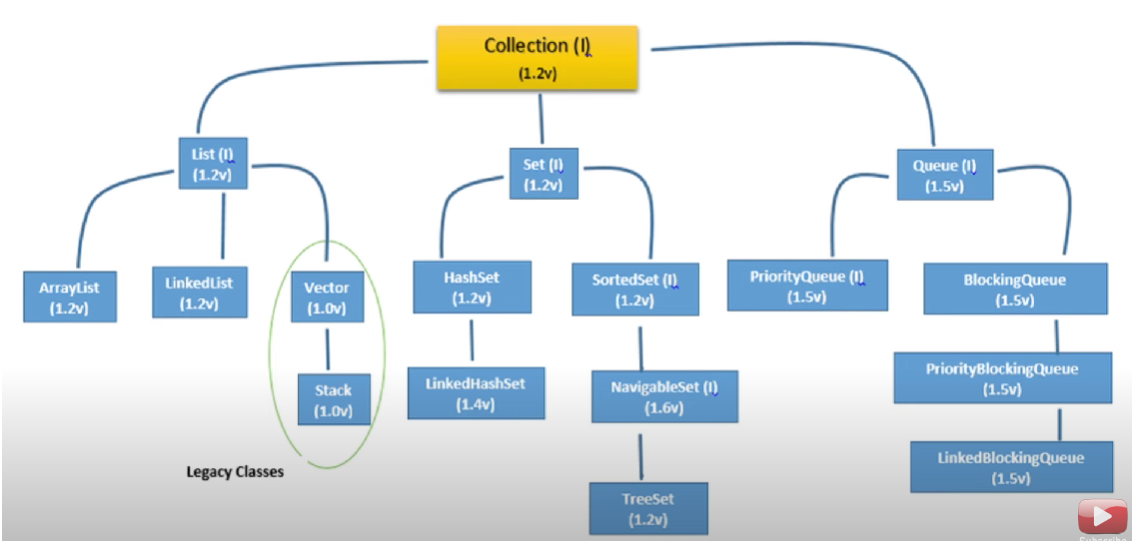 Collection (I)
(1.2v)
List (I)
(1.2v)
Set (I)
(1.2v)
Queue (I)
(1.5v)
ArrayList
(1.2v)
LinkedList
(1.2v)
Vector
(1.0v)
HashSet
(1.2v)
SortedSet (I)
(1.2v)
PriorityQueue (I)
(1.5v)
BlockingQueue
(1.5v)
Stack
(1.0v)
LinkedHashSet
(1.4v)
NavigableSet (I)
(1.6v)
PriorityBlockingQueue
(1.5v)
Legacy Classes
TreeSet
(1.2v)
LinkedBlockingQueue
(1.5v)
Subscribe